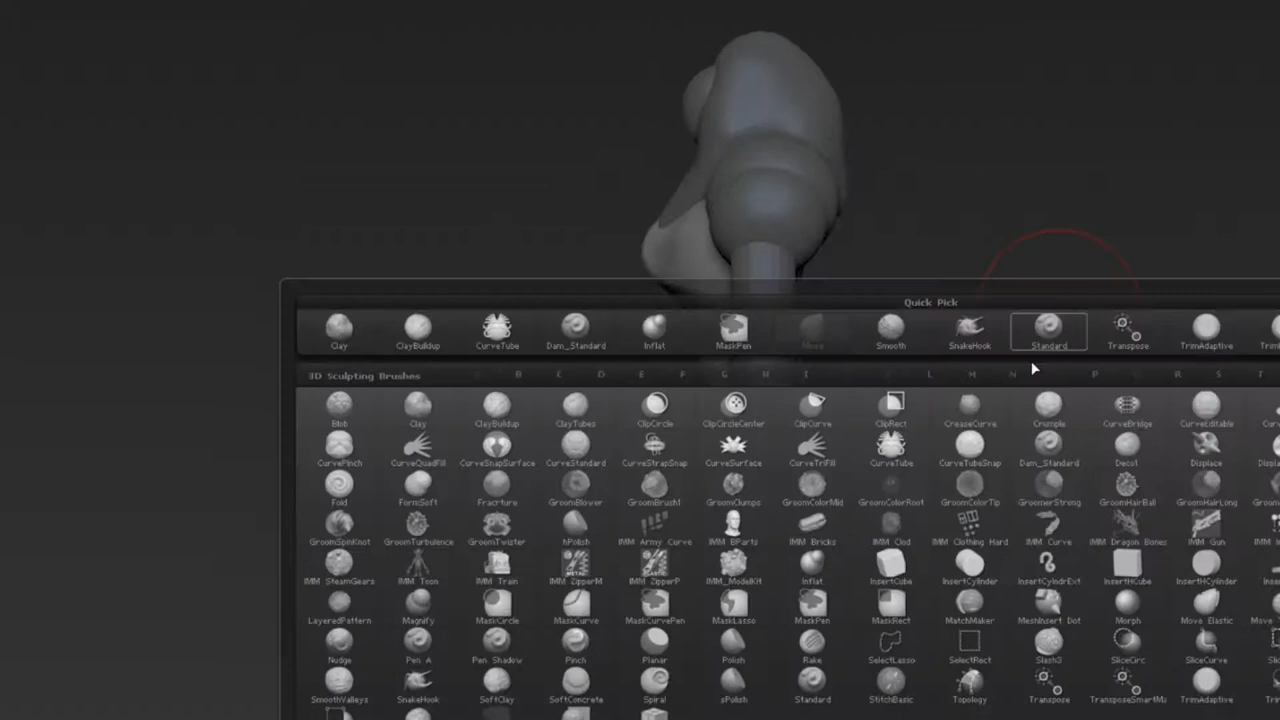 Quick Pick
Clay ClayBuildup CurveTube Dam_Standard Inflat MaskPen Move Smooth SnakeHook Standard Transpose TrimAdaptive
3D Sculpting Brushes B C D E F G H I L M N P R S T
Blob Clay ClayBuildup ClayTubes ClipCircle ClipCircleCenter ClipCurve ClipRect CreaseCurve Crumple CurveBridge CurveEditable
CurvePinch CurveQuadFill CurveSnapSurface CurveStandard CurveStrapSnap CurveSurface CurveTriFill CurveTube CurveTubeSnap Dam_Standard Deco1 Displace
Fold FormSoft Fracture GroomBlower GroomBrush1 GroomClumps GroomColorMid GroomColorRoot GroomColorTip GroomerStrong GroomHairBall GroomHairLong
GroomSpinKnot GroomTurbulence GroomTwister hPolish IMM Army Curve IMM BParts IMM Bricks IMM Clod IMM Clothing Hard IMM Curve IMM Dragon Bones IMM Gun
IMM SteamGears IMM Toon IMM Train IMM ZipperM IMM ZipperP IMM_ModelKit Inflat InsertCube InsertCylinder InsertCylndrExt InsertHCube InsertHCylinder
LayeredPattern Magnify MaskCircle MaskCurve MaskCurvePen MaskLasso MaskPen MaskRect MatchMaker MeshInsert Dot Morph Move Elastic Move
Nudge Pen A Pen Shadow Pinch Planar Polish Rake SelectLasso SelectRect Slash3 SliceCirc SliceCurve
SmoothValleys SnakeHook SoftClay SoftConcrete Spiral sPolish Standard StitchBasic Topology Transpose TransposeSmartMa TrimAdaptive